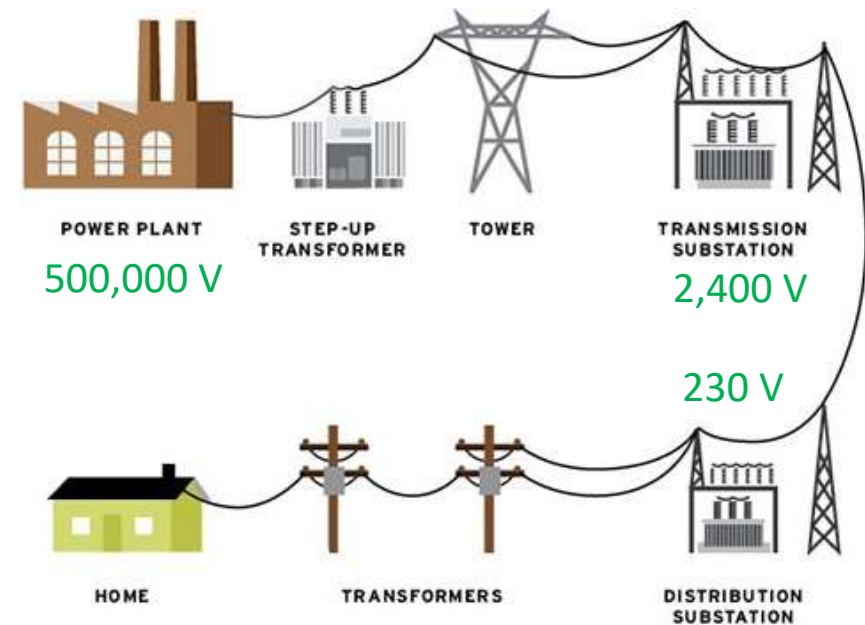 POWER PLANT
STEP-UP
TRANSFORMER
TOWER
TRANSMISSION
SUBSTATION
500,000 V
2,400 V
230 V
HOME
TRANSFORMERS
DISTRIBUTION
SUBSTATION